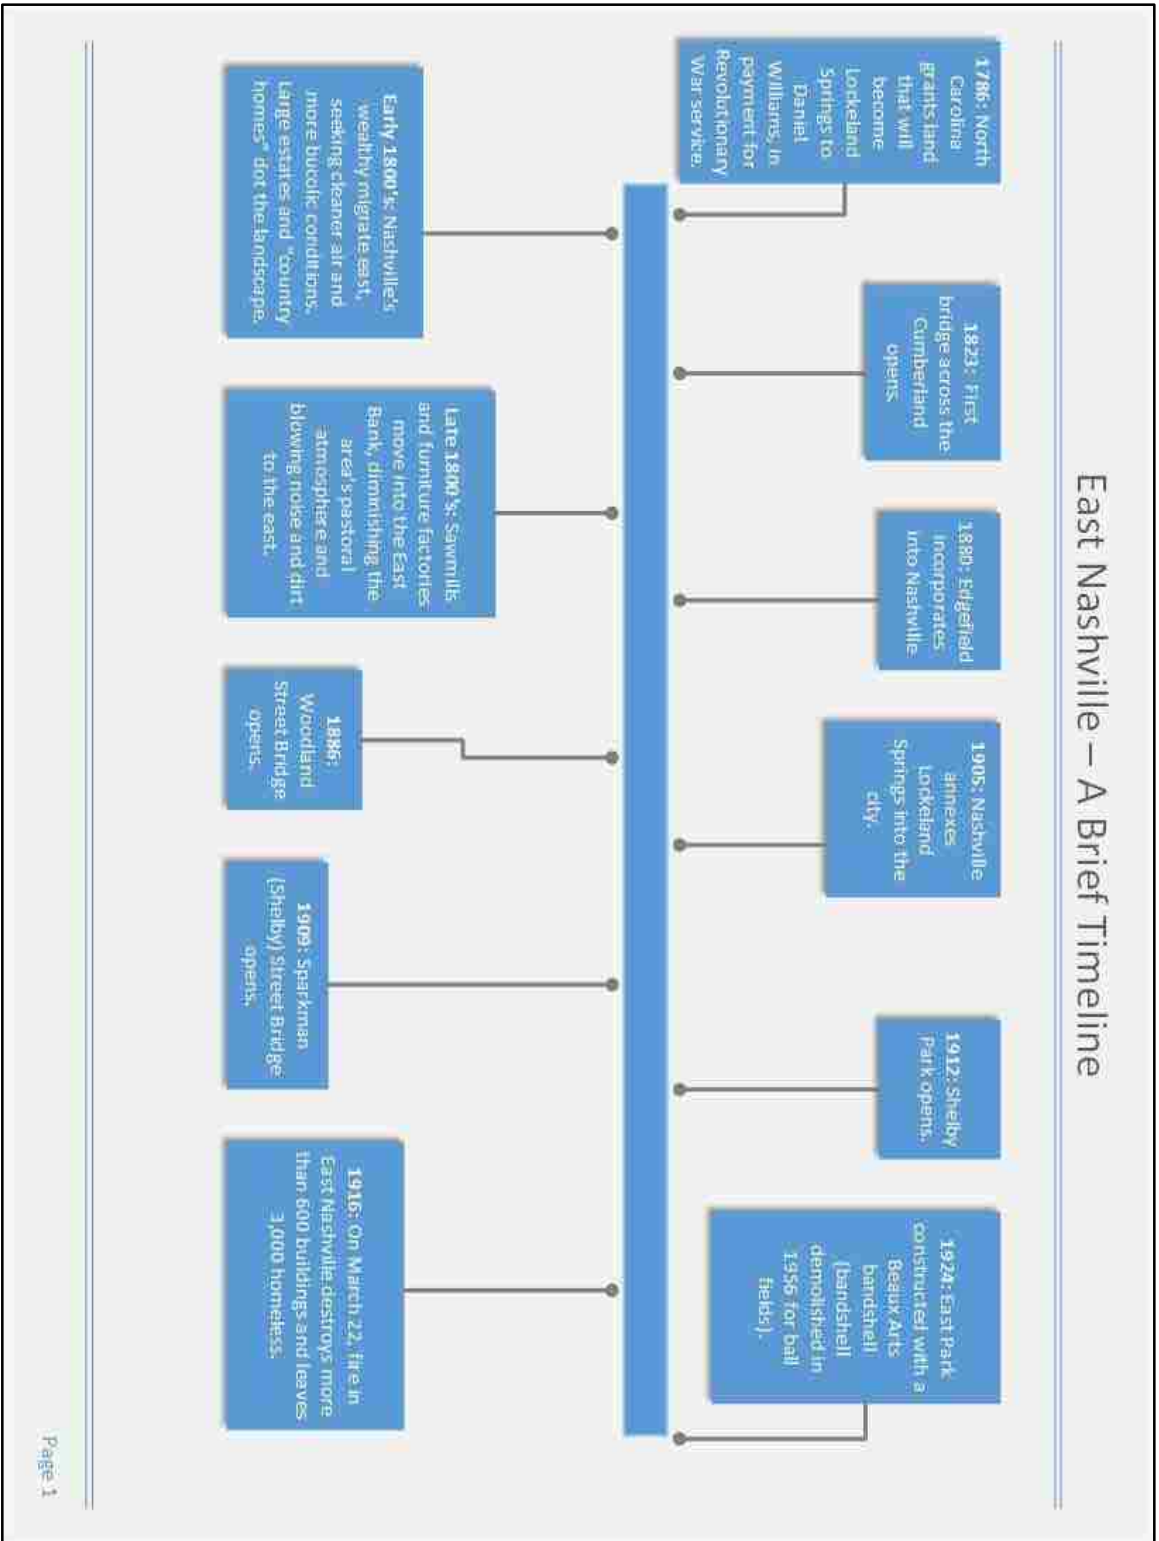 East Nashville – A Brief Timeline
1786: North
Carolina
grants land
that will
become
Lockeland
Springs to
Daniel
Williams, in
payment for
Revolutionary
War service.
1823: First
bridge across the
Cumberland
opens.
1880: Edgefield
incorporates
into Nashville
1905: Nashville
annexes
Lockeland
Springs into the
city.
1912: Shelby
Park opens.
1924: East Park
constructed with a
Beaux Arts
bandshell
(bandshell
demolished in
1956 for ball
fields).
Early 1800's: Nashville's
wealthy migrate east,
seeking cleaner air and
more bucolic conditions.
Large estates and "country
homes" dot the landscape.
Late 1800's: Sawmills
and furniture factories
move into the East
Bank, diminishing the
area's pastoral
atmosphere and
blowing noise and dirt
to the east.
1886:
Woodland
Street Bridge
opens.
1909: Sparkman
(Shelby) Street Bridge
opens.
1916: On March 22, fire in
East Nashville destroys more
than 600 buildings and leaves
3,000 homeless.
Page 1